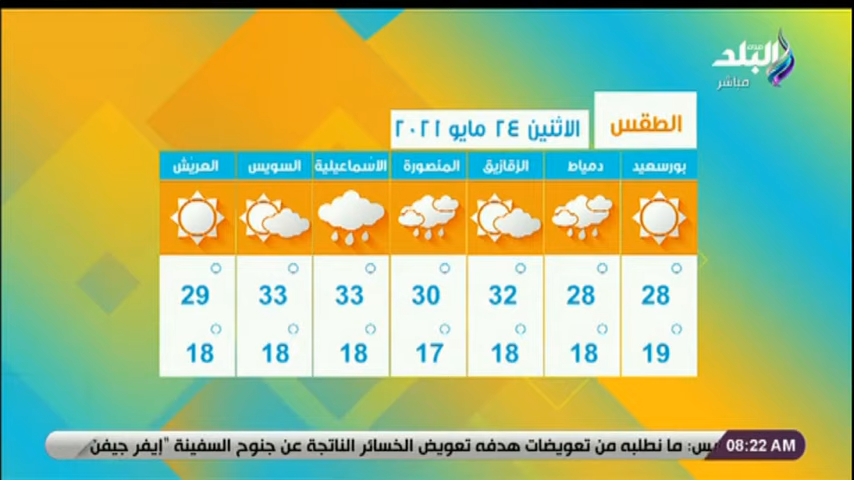 صدى
البلد
مباشر
الطقس
الاثنين ٢٤ مايو ٢٠٢١
بورسعيد دمياط الزقازيق المنصورة الأسماعيلية السويس العريش
28 28 32 30 33 33 29
19 18 18 17 18 18 18
08:22 AM
يس: ما نطلبه من تعويضات هدفه تعويض الخسائر الناتجة عن جنوح السفينة "إيفر جيفن